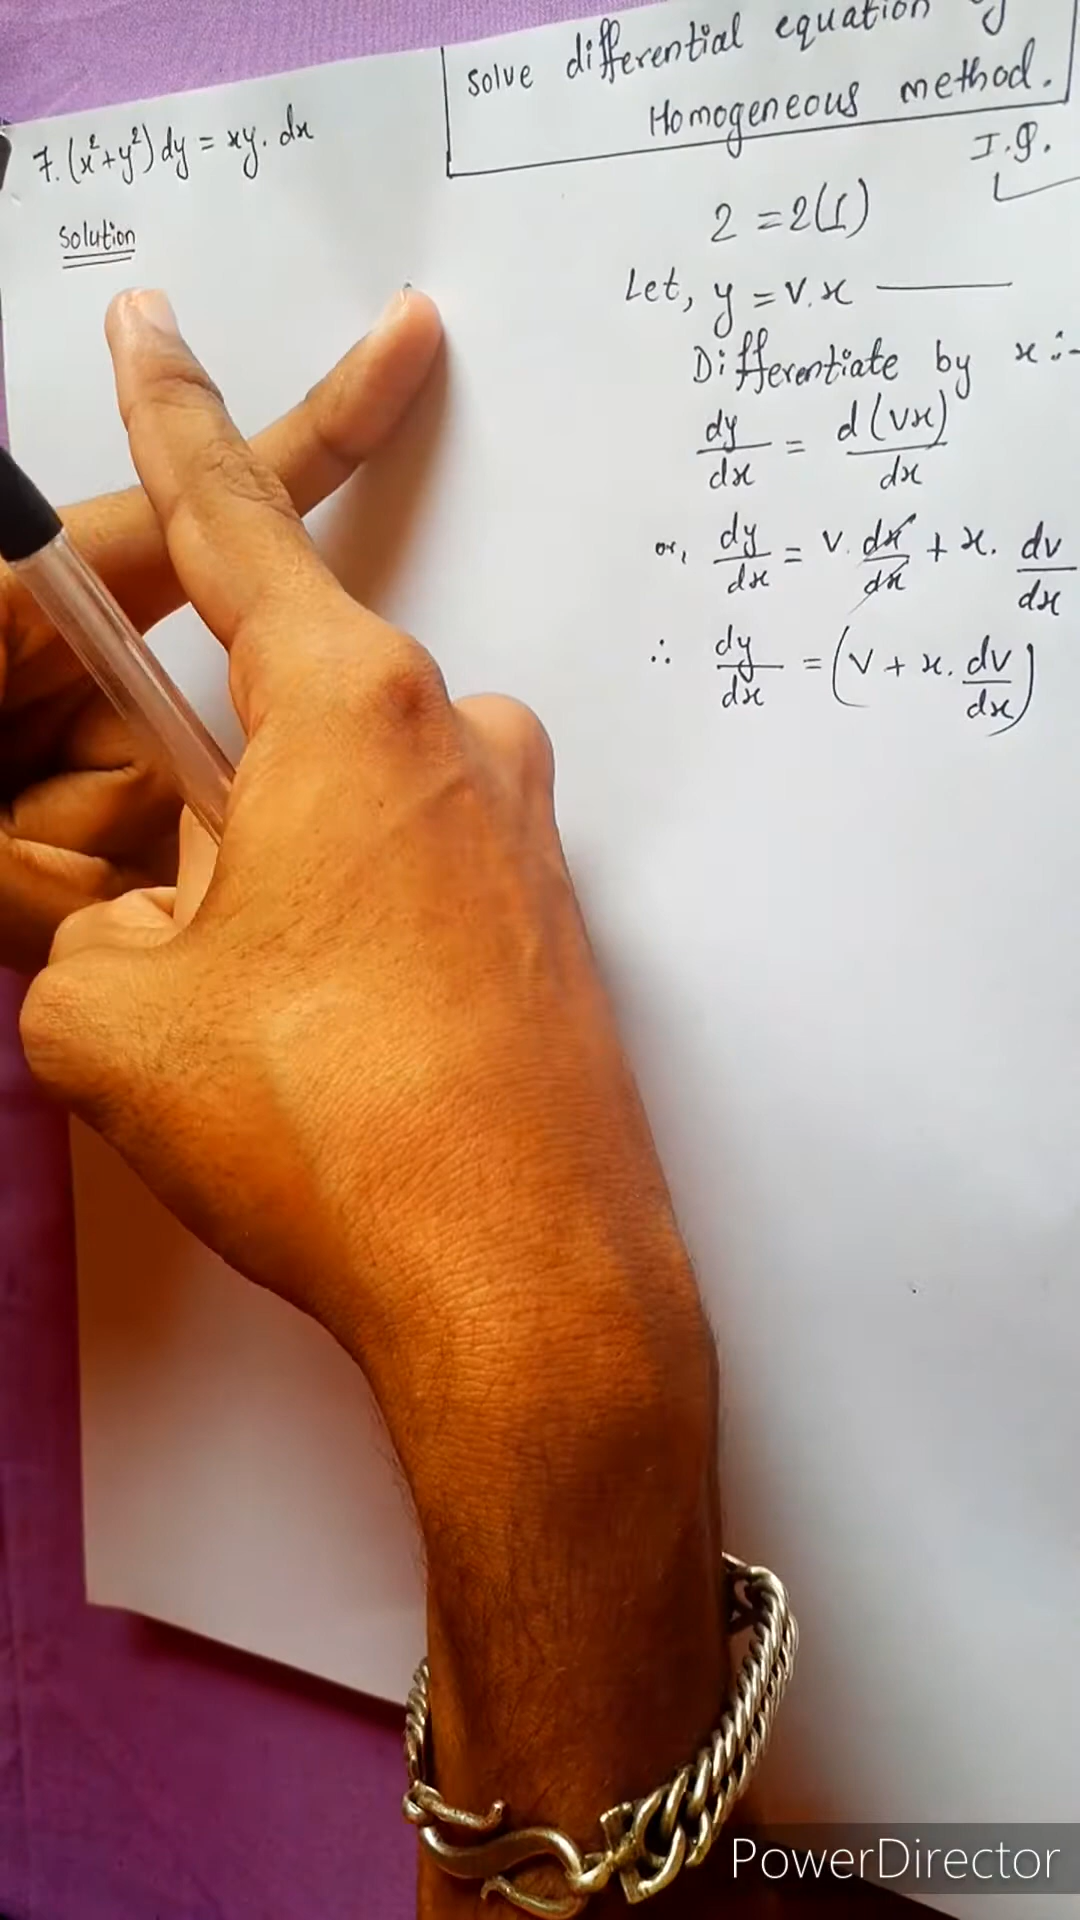 solve differential equation
Homogeneous method.
7. (x²+y²) dy = xy. dx
Solution
I.F.
2 = 2(1)
Let, y = v.x
Differentiate by x :-
dy/dx = d(vx)/dx
or, dy/dx = v. dx/dx + x. dv/dx
∴ dy/dx = (v + x. dv/dx)
PowerDirector